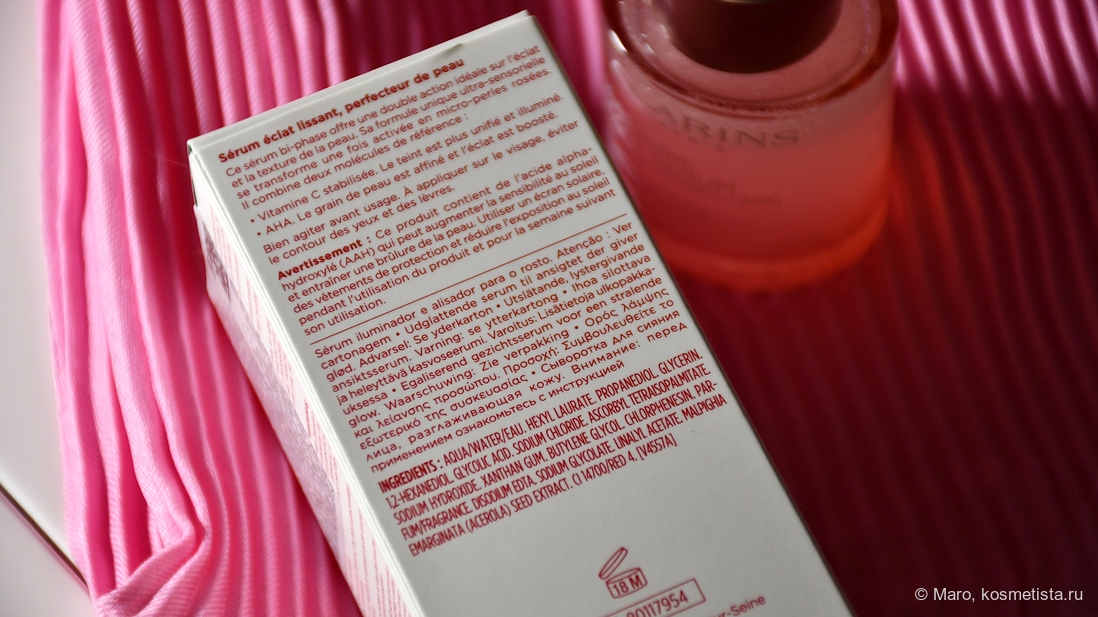 Sérum éclat lissant, perfecteur de peau
Ce sérum bi-phase offre une double action idéale sur l'éclat
et la texture de la peau. Sa formule unique ultra-sensorielle
se transforme une fois activée en micro-perles rosées.
Il combine deux molécules de référence :
• Vitamine C stabilisée. Le teint est plus unifié et illuminé.
• AHA. Le grain de peau est affiné et l'éclat est boosté.
Bien agiter avant usage. À appliquer sur le visage, éviter
le contour des yeux et des lèvres.
Avertissement : Ce produit contient de l'acide alpha-
hydroxylé (AAH) qui peut augmenter la sensibilité au soleil
et entraîner une brûlure de la peau. Utiliser un écran solaire,
des vêtements de protection et réduire l'exposition au soleil
pendant l'utilisation du produit et pour la semaine suivant
son utilisation.
Sérum iluminador e alisador para o rosto. Atenção : Ver
cartonagem • Udglattende serum til ansigtet der giver
glød. Advarsel: Se yderkarton • Utslätande, lystergivande
ansiktsserum. Varning: se ytterkartong • Ihoa silottava
ja heleyttävä kasvoseerumi. Varoitus: Lisätietoja ulkopakka-
uksessa • Egaliserend gezichtsserum voor een stralende
glow. Waarschuwing: Zie verpakking • Ορός λάμψης
και λείανσης προσώπου. Προσοχή: Συμβουλευθείτε το
εξωτερικό της συσκευασίας • Сыворотка для сияния
лица, разглаживающая кожу. Внимание: перед
применением ознакомьтесь с инструкцией
INGREDIENTS : AQUA/WATER/EAU. HEXYL LAURATE. PROPANEDIOL. GLYCERIN.
1,2-HEXANEDIOL. GLYCOLIC ACID. SODIUM CHLORIDE. ASCORBYL TETRAISOPALMITATE.
SODIUM HYDROXIDE. XANTHAN GUM. BUTYLENE GLYCOL. CHLORPHENESIN. PAR-
FUM/FRAGRANCE. DISODIUM EDTA. SODIUM GLYCOLATE. LINALYL ACETATE. MALPIGHIA
EMARGINATA (ACEROLA) SEED EXTRACT. CI 14700/RED 4. [V4557A]
18 M
80117954
r-Seine
ARINS
© Maro, kosmetista.ru